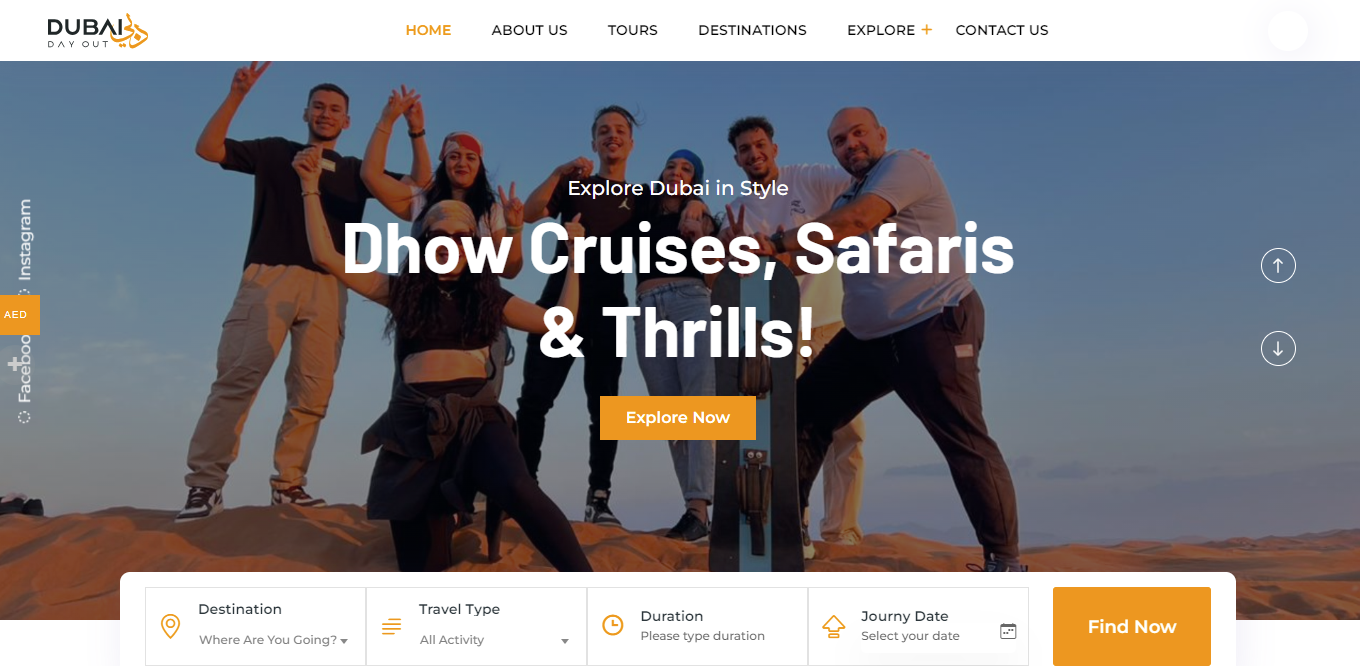 DUBAI دبي
DAY OUT
HOME
ABOUT US
TOURS
DESTINATIONS
EXPLORE +
CONTACT US
Explore Dubai in Style
Dhow Cruises, Safaris
& Thrills!
Explore Now
Instagram
AED
Faceboo
Destination
Where Are You Going?
Travel Type
All Activity
Duration
Please type duration
Journy Date
Select your date
Find Now